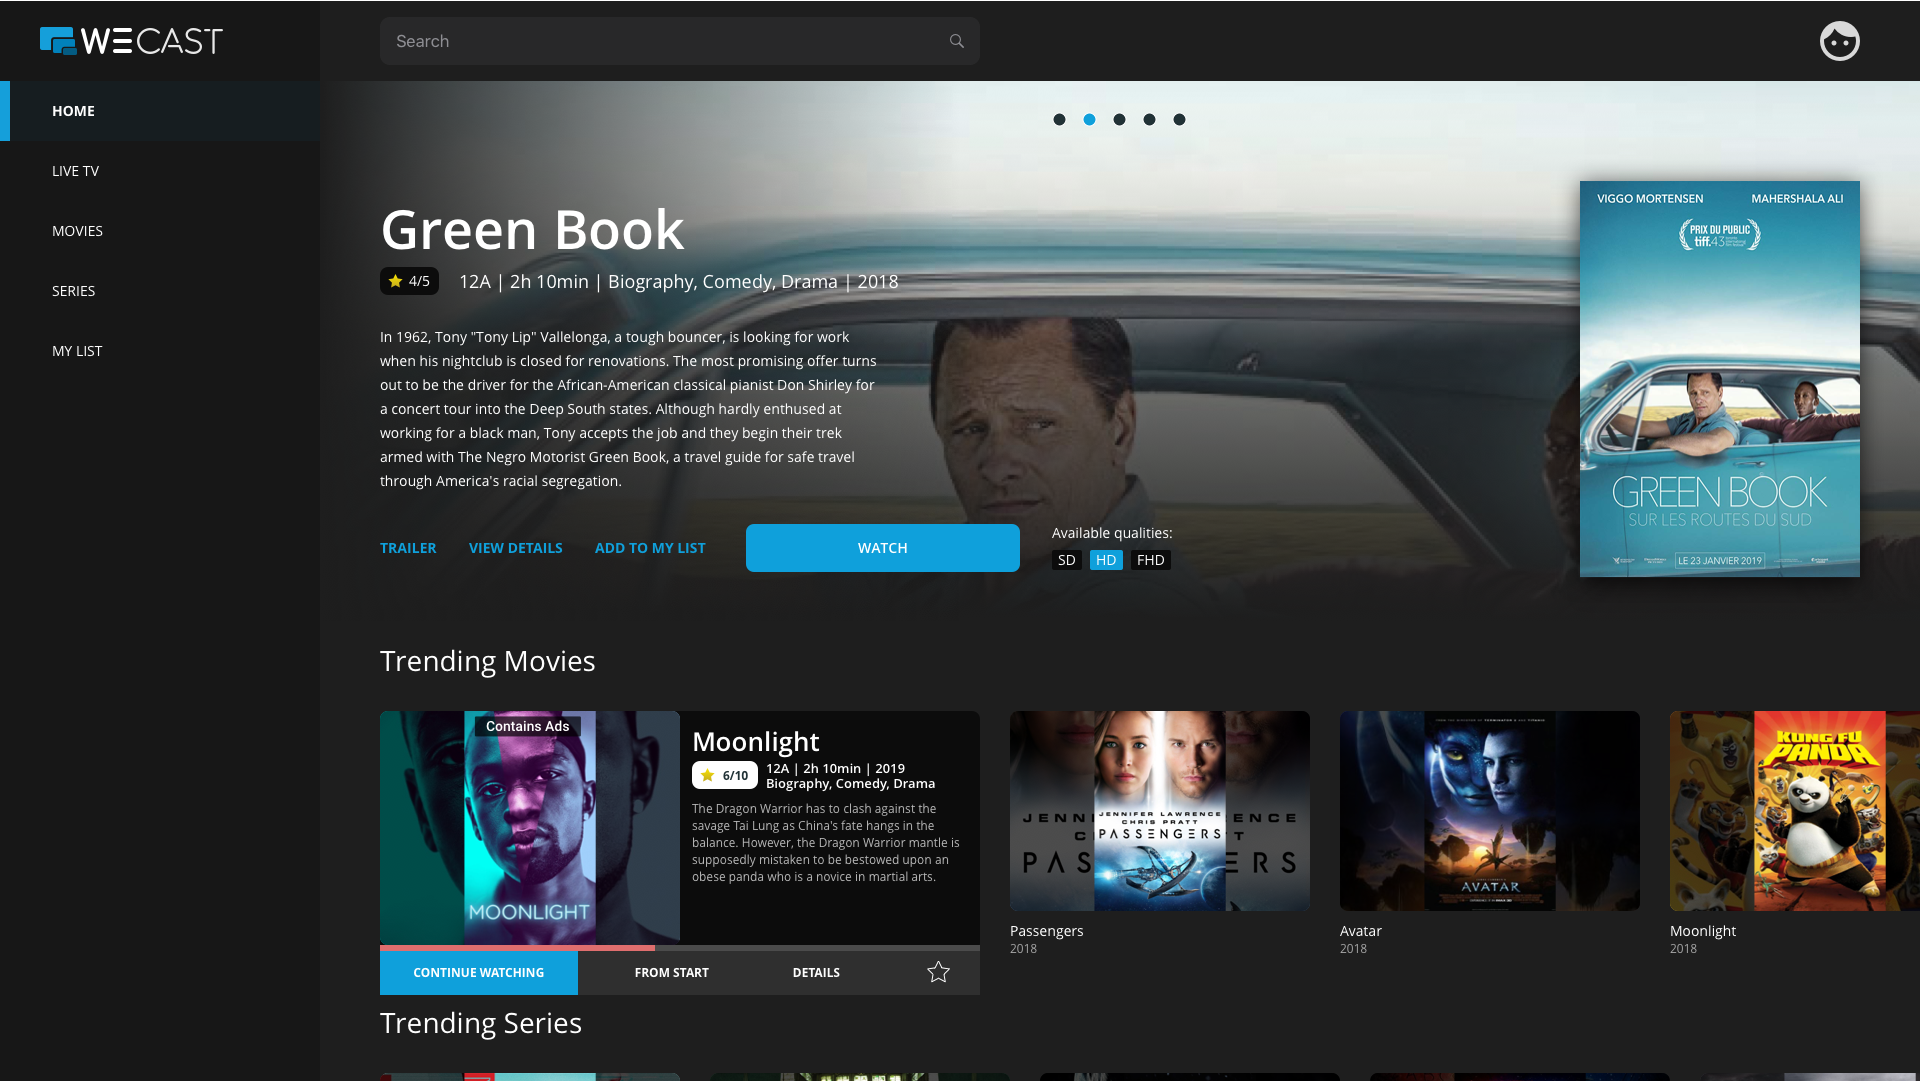 WECAST
Search
HOME
LIVE TV
MOVIES
SERIES
MY LIST
Green Book
4/5
12A | 2h 10min | Biography, Comedy, Drama | 2018
In 1962, Tony "Tony Lip" Vallelonga, a tough bouncer, is looking for work
when his nightclub is closed for renovations. The most promising offer turns
out to be the driver for the African-American classical pianist Don Shirley for
a concert tour into the Deep South states. Although hardly enthused at
working for a black man, Tony accepts the job and they begin their trek
armed with The Negro Motorist Green Book, a travel guide for safe travel
through America's racial segregation.
TRAILER
VIEW DETAILS
ADD TO MY LIST
WATCH
Available qualities:
SD HD FHD
VIGGO MORTENSEN MAHERSHALA ALI
PRIX DU PUBLIC
tiff.43
GREEN BOOK
SUR LES ROUTES DU SUD
LE 23 JANVIER 2019
Trending Movies
Contains Ads
MOONLIGHT
Moonlight
6/10
12A | 2h 10min | 2019
Biography, Comedy, Drama
The Dragon Warrior has to clash against the
savage Tai Lung as China's fate hangs in the
balance. However, the Dragon Warrior mantle is
supposedly mistaken to be bestowed upon an
obese panda who is a novice in martial arts.
CONTINUE WATCHING
FROM START
DETAILS
JENNIFER LAWRENCE
CHRIS PRATT
PASSENGERS
Passengers
2018
AVATAR
Avatar
2018
KUNG FU
PANDA
Moonlight
2018
Trending Series